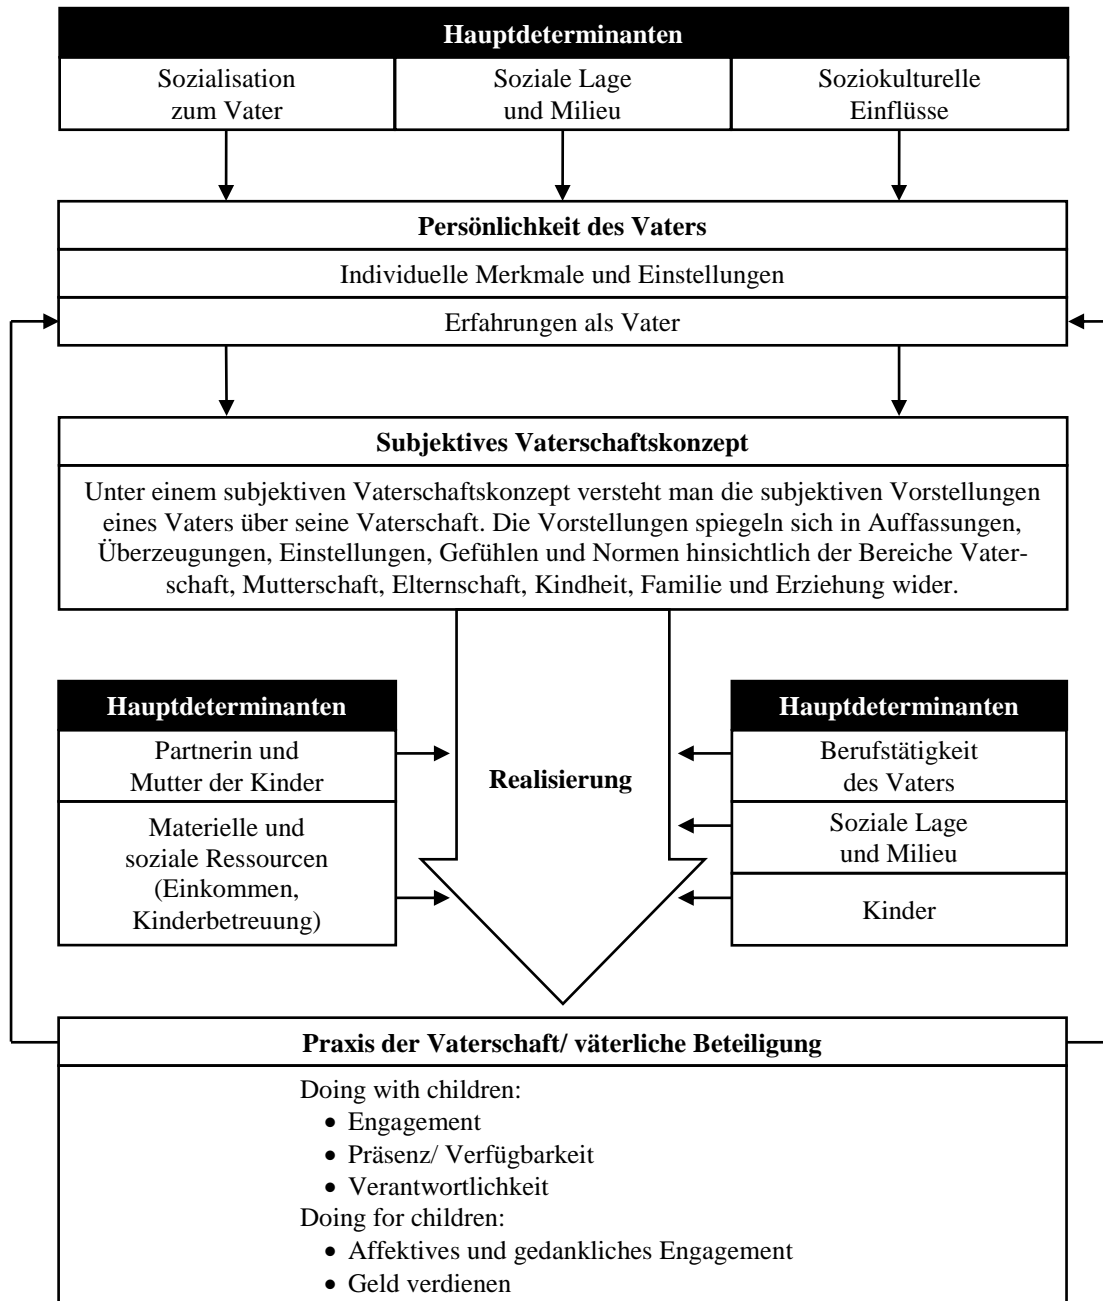 Hauptdeterminanten
Sozialisation
zum Vater
Soziale Lage
und Milieu
Soziokulturelle
Einflüsse
Persönlichkeit des Vaters
Individuelle Merkmale und Einstellungen
Erfahrungen als Vater
Subjektives Vaterschaftskonzept
Unter einem subjektiven Vaterschaftskonzept versteht man die subjektiven Vorstellungen
eines Vaters über seine Vaterschaft. Die Vorstellungen spiegeln sich in Auffassungen,
Überzeugungen, Einstellungen, Gefühlen und Normen hinsichtlich der Bereiche Vater-
schaft, Mutterschaft, Elternschaft, Kindheit, Familie und Erziehung wider.
Hauptdeterminanten
Partnerin und
Mutter der Kinder
Materielle und
soziale Ressourcen
(Einkommen,
Kinderbetreuung)
Realisierung
Hauptdeterminanten
Berufstätigkeit
des Vaters
Soziale Lage
und Milieu
Kinder
Praxis der Vaterschaft/ väterliche Beteiligung
Doing with children:
• Engagement
• Präsenz/ Verfügbarkeit
• Verantwortlichkeit
Doing for children:
• Affektives und gedankliches Engagement
• Geld verdienen